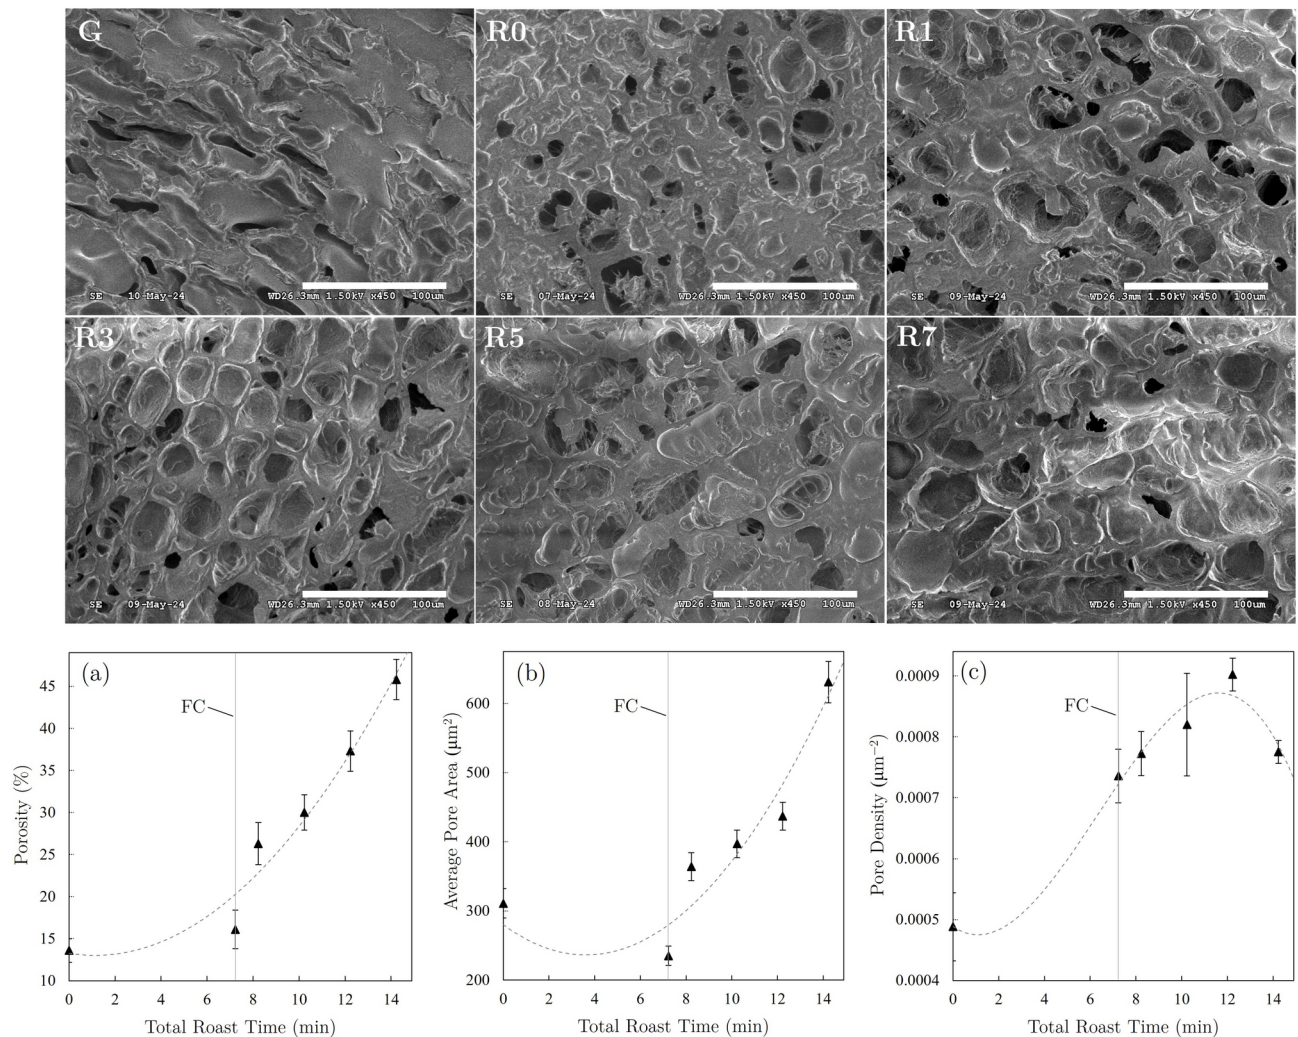 G
SE 10-May-24 WD26.3mm 1.50kV x450 100um
R0
SE 07-May-24 WD26.3mm 1.50kV x450 100um
R1
SE 09-May-24 WD26.3mm 1.50kV x450 100um
R3
SE 09-May-24 WD26.3mm 1.50kV x450 100um
R5
SE 08-May-24 WD26.3mm 1.50kV x450 100um
R7
SE 09-May-24 WD26.3mm 1.50kV x450 100um
(a)
FC
Porosity (%)
45
40
35
30
25
20
15
10
0 2 4 6 8 10 12 14
Total Roast Time (min)
(b)
FC
Average Pore Area (µm²)
600
500
400
300
200
0 2 4 6 8 10 12 14
Total Roast Time (min)
(c)
FC
Pore Density (µm⁻²)
0.0009
0.0008
0.0007
0.0006
0.0005
0.0004
0 2 4 6 8 10 12 14
Total Roast Time (min)